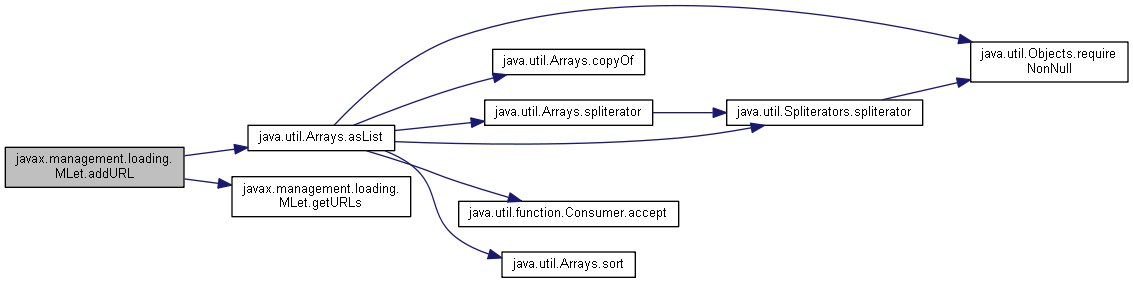 javax.management.loading.
MLet.addURL
java.util.Arrays.asList
javax.management.loading.
MLet.getURLs
java.util.Arrays.copyOf
java.util.Arrays.spliterator
java.util.function.Consumer.accept
java.util.Arrays.sort
java.util.Spliterators.spliterator
java.util.Objects.require
NonNull